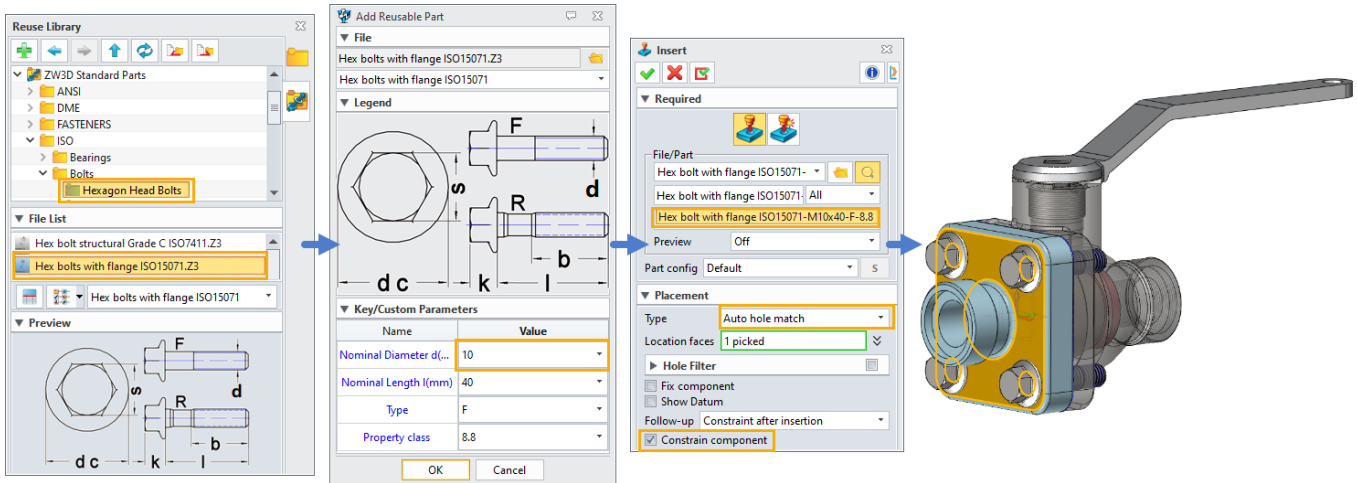 Reuse Library
ZW3D Standard Parts
ANSI
DME
FASTENERS
ISO
Bearings
Bolts
Hexagon Head Bolts
File List
Hex bolt structural Grade C ISO7411.Z3
Hex bolts with flange ISO15071.Z3
Hex bolts with flange ISO15071
Preview
F
s
d
R
b
d c
k
l
Add Reusable Part
File
Hex bolts with flange ISO15071.Z3
Hex bolts with flange ISO15071
Legend
F
s
d
R
b
d c
k
l
Key/Custom Parameters
Name Value
Nominal Diameter d(... 10
Nominal Length l(mm) 40
Type F
Property class 8.8
OK Cancel
Insert
Required
File/Part
Hex bolt with flange ISO15071-
Hex bolt with flange ISO15071- All
Hex bolt with flange ISO15071-M10x40-F-8.8
Preview Off
Part config Default S
Placement
Type Auto hole match
Location faces 1 picked
Hole Filter
Fix component
Show Datum
Follow-up Constraint after insertion
Constrain component